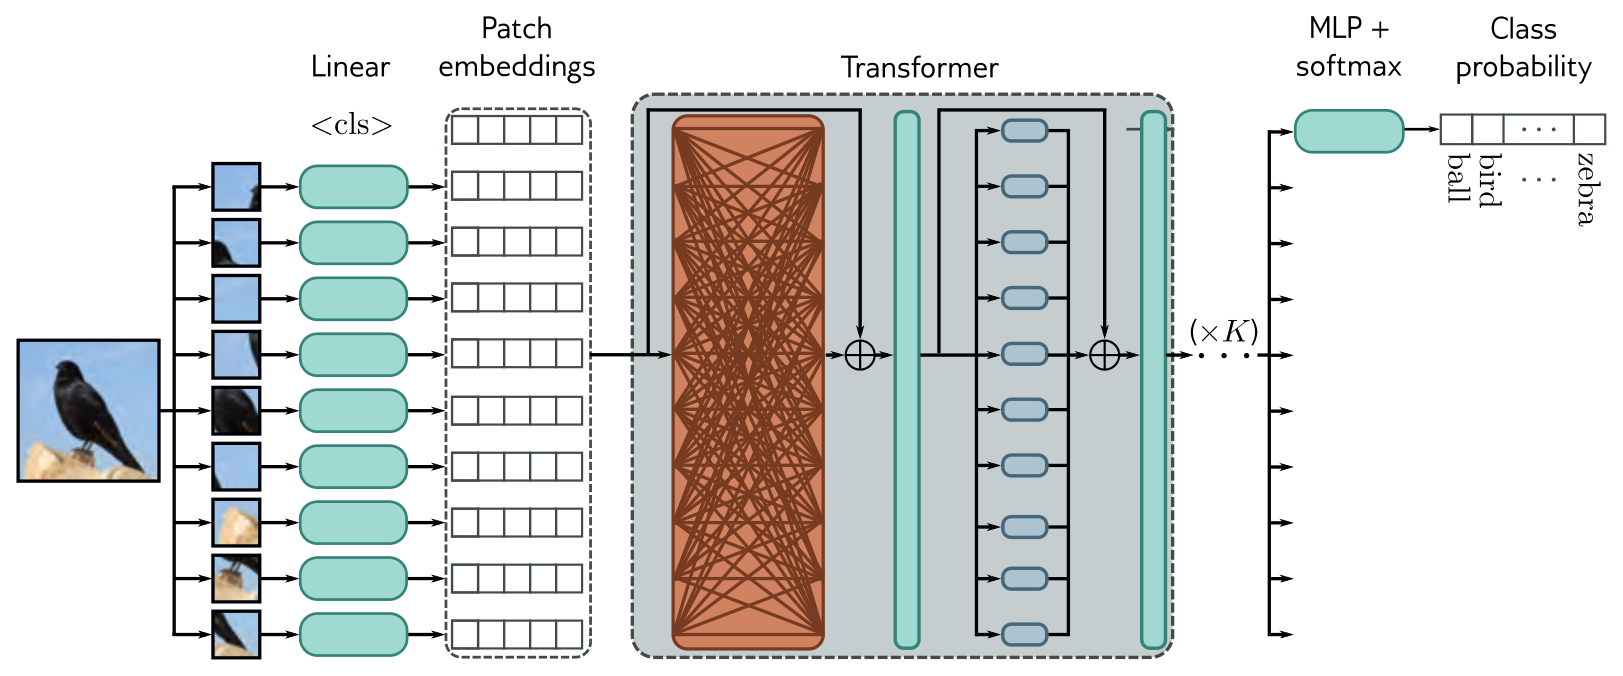 Linear
<cls>
Patch
embeddings
Transformer
(×K)
. . . .
MLP +
softmax
Class
probability
· · ·
ball
bird
· · ·
zebra